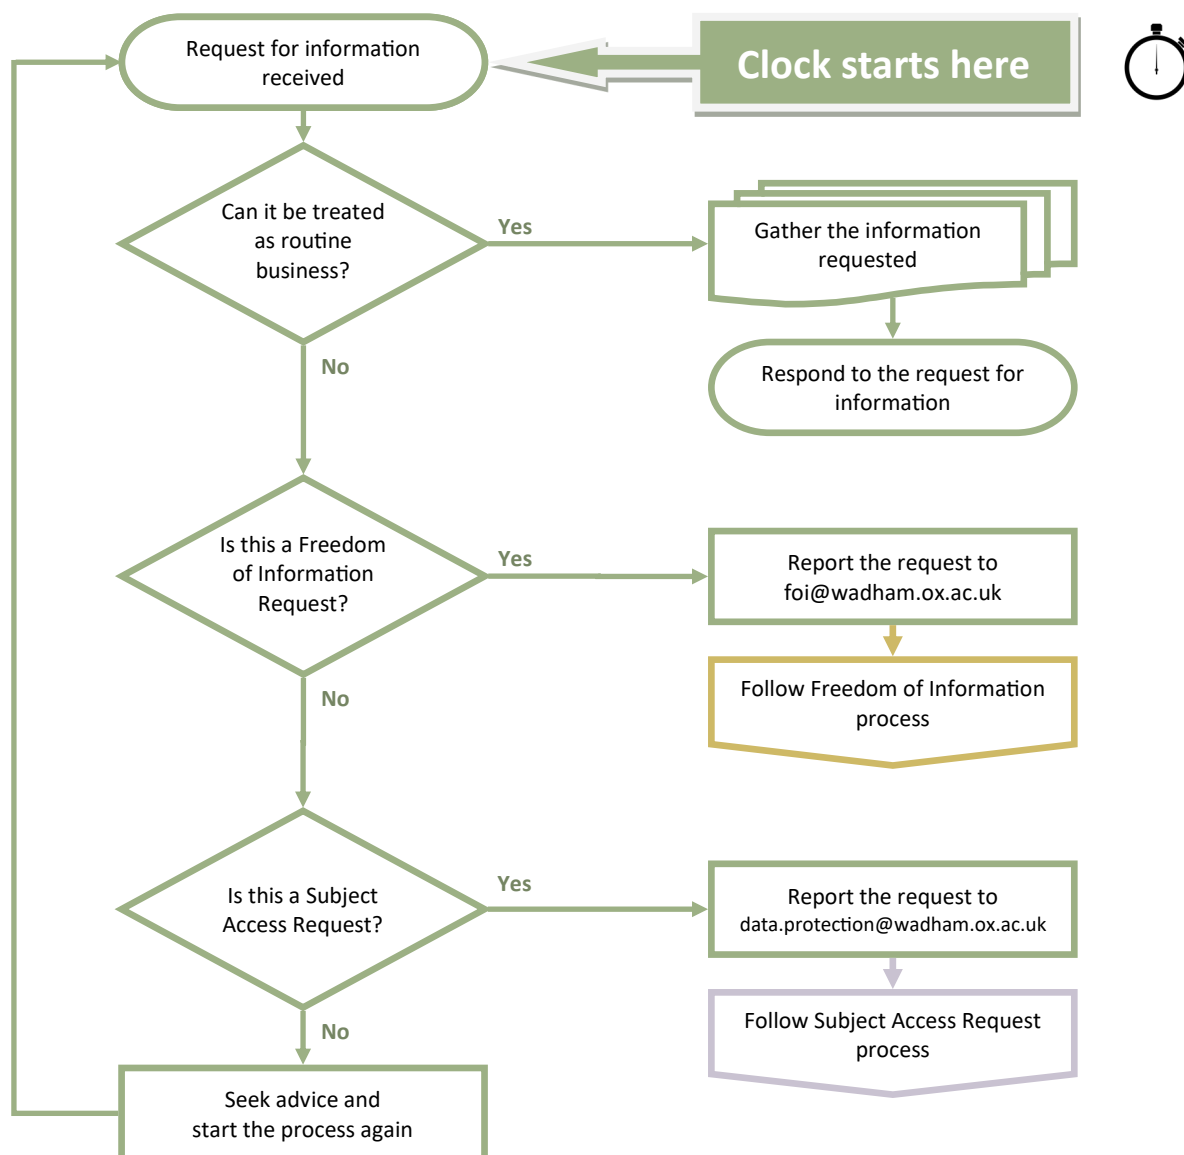 Request for information
received
Clock starts here
Can it be treated
as routine
business?
Yes
Gather the information
requested
No
Respond to the request for
information
Is this a Freedom
of Information
Request?
Yes
Report the request to
foi@wadham.ox.ac.uk
No
Follow Freedom of Information
process
Is this a Subject
Access Request?
Yes
Report the request to
data.protection@wadham.ox.ac.uk
No
Follow Subject Access Request
process
Seek advice and
start the process again